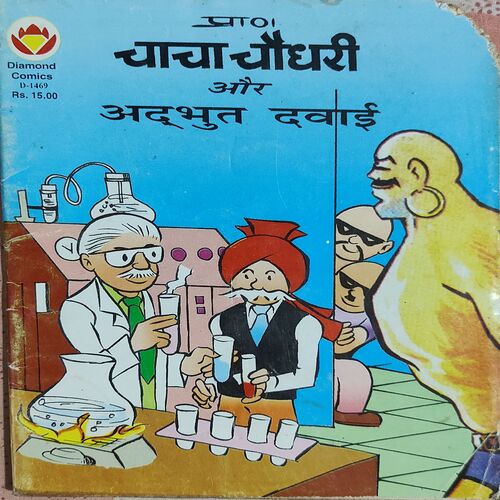 प्राण
Diamond
Comics
D-1469
Rs. 15.00
चाचा चौधरी
और
अद्भुत दवाई